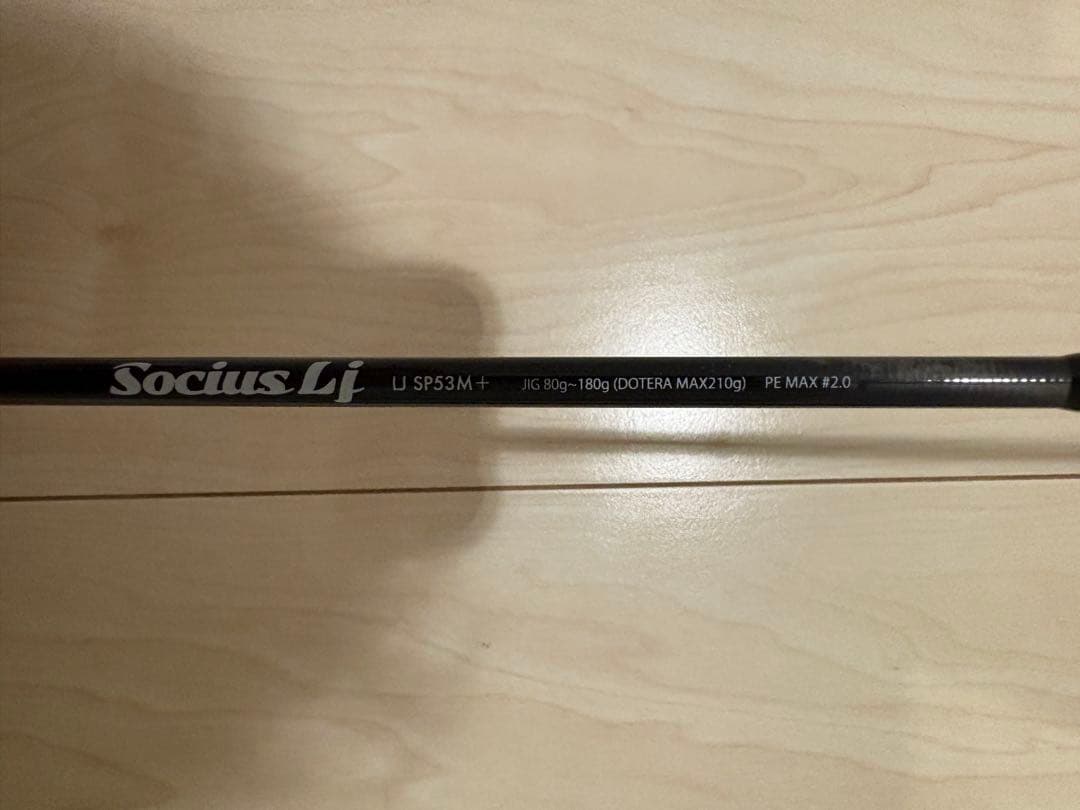 Socius Lj LJ SP53M+ JIG 80g~180g (DOTERA MAX210g) PE MAX #2.0